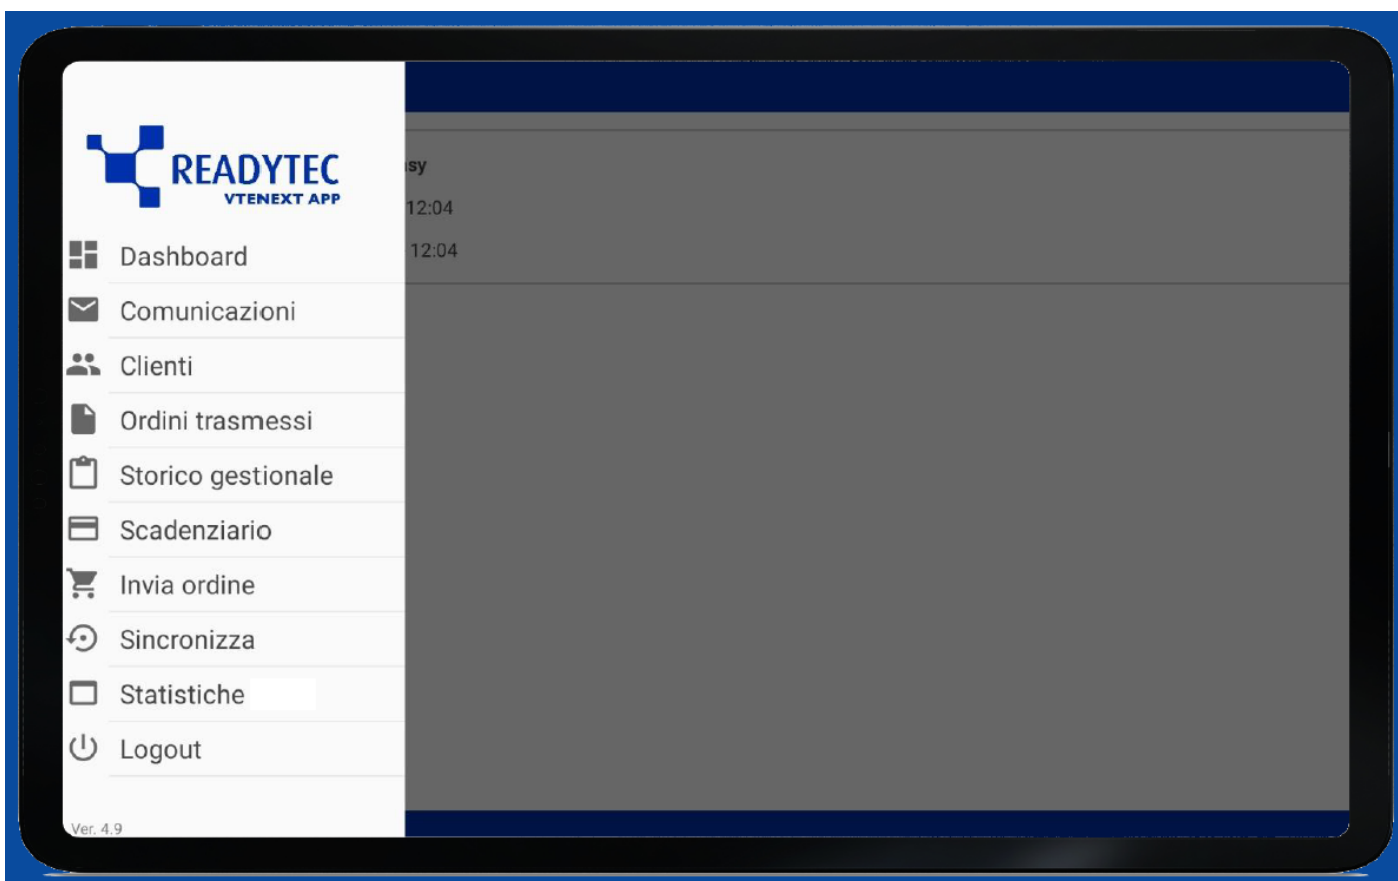 READYTEC
VTENEXT APP
Dashboard
Comunicazioni
Clienti
Ordini trasmessi
Storico gestionale
Scadenziario
Invia ordine
Sincronizza
Statistiche
Logout
Ver. 4.9
12:04
12:04